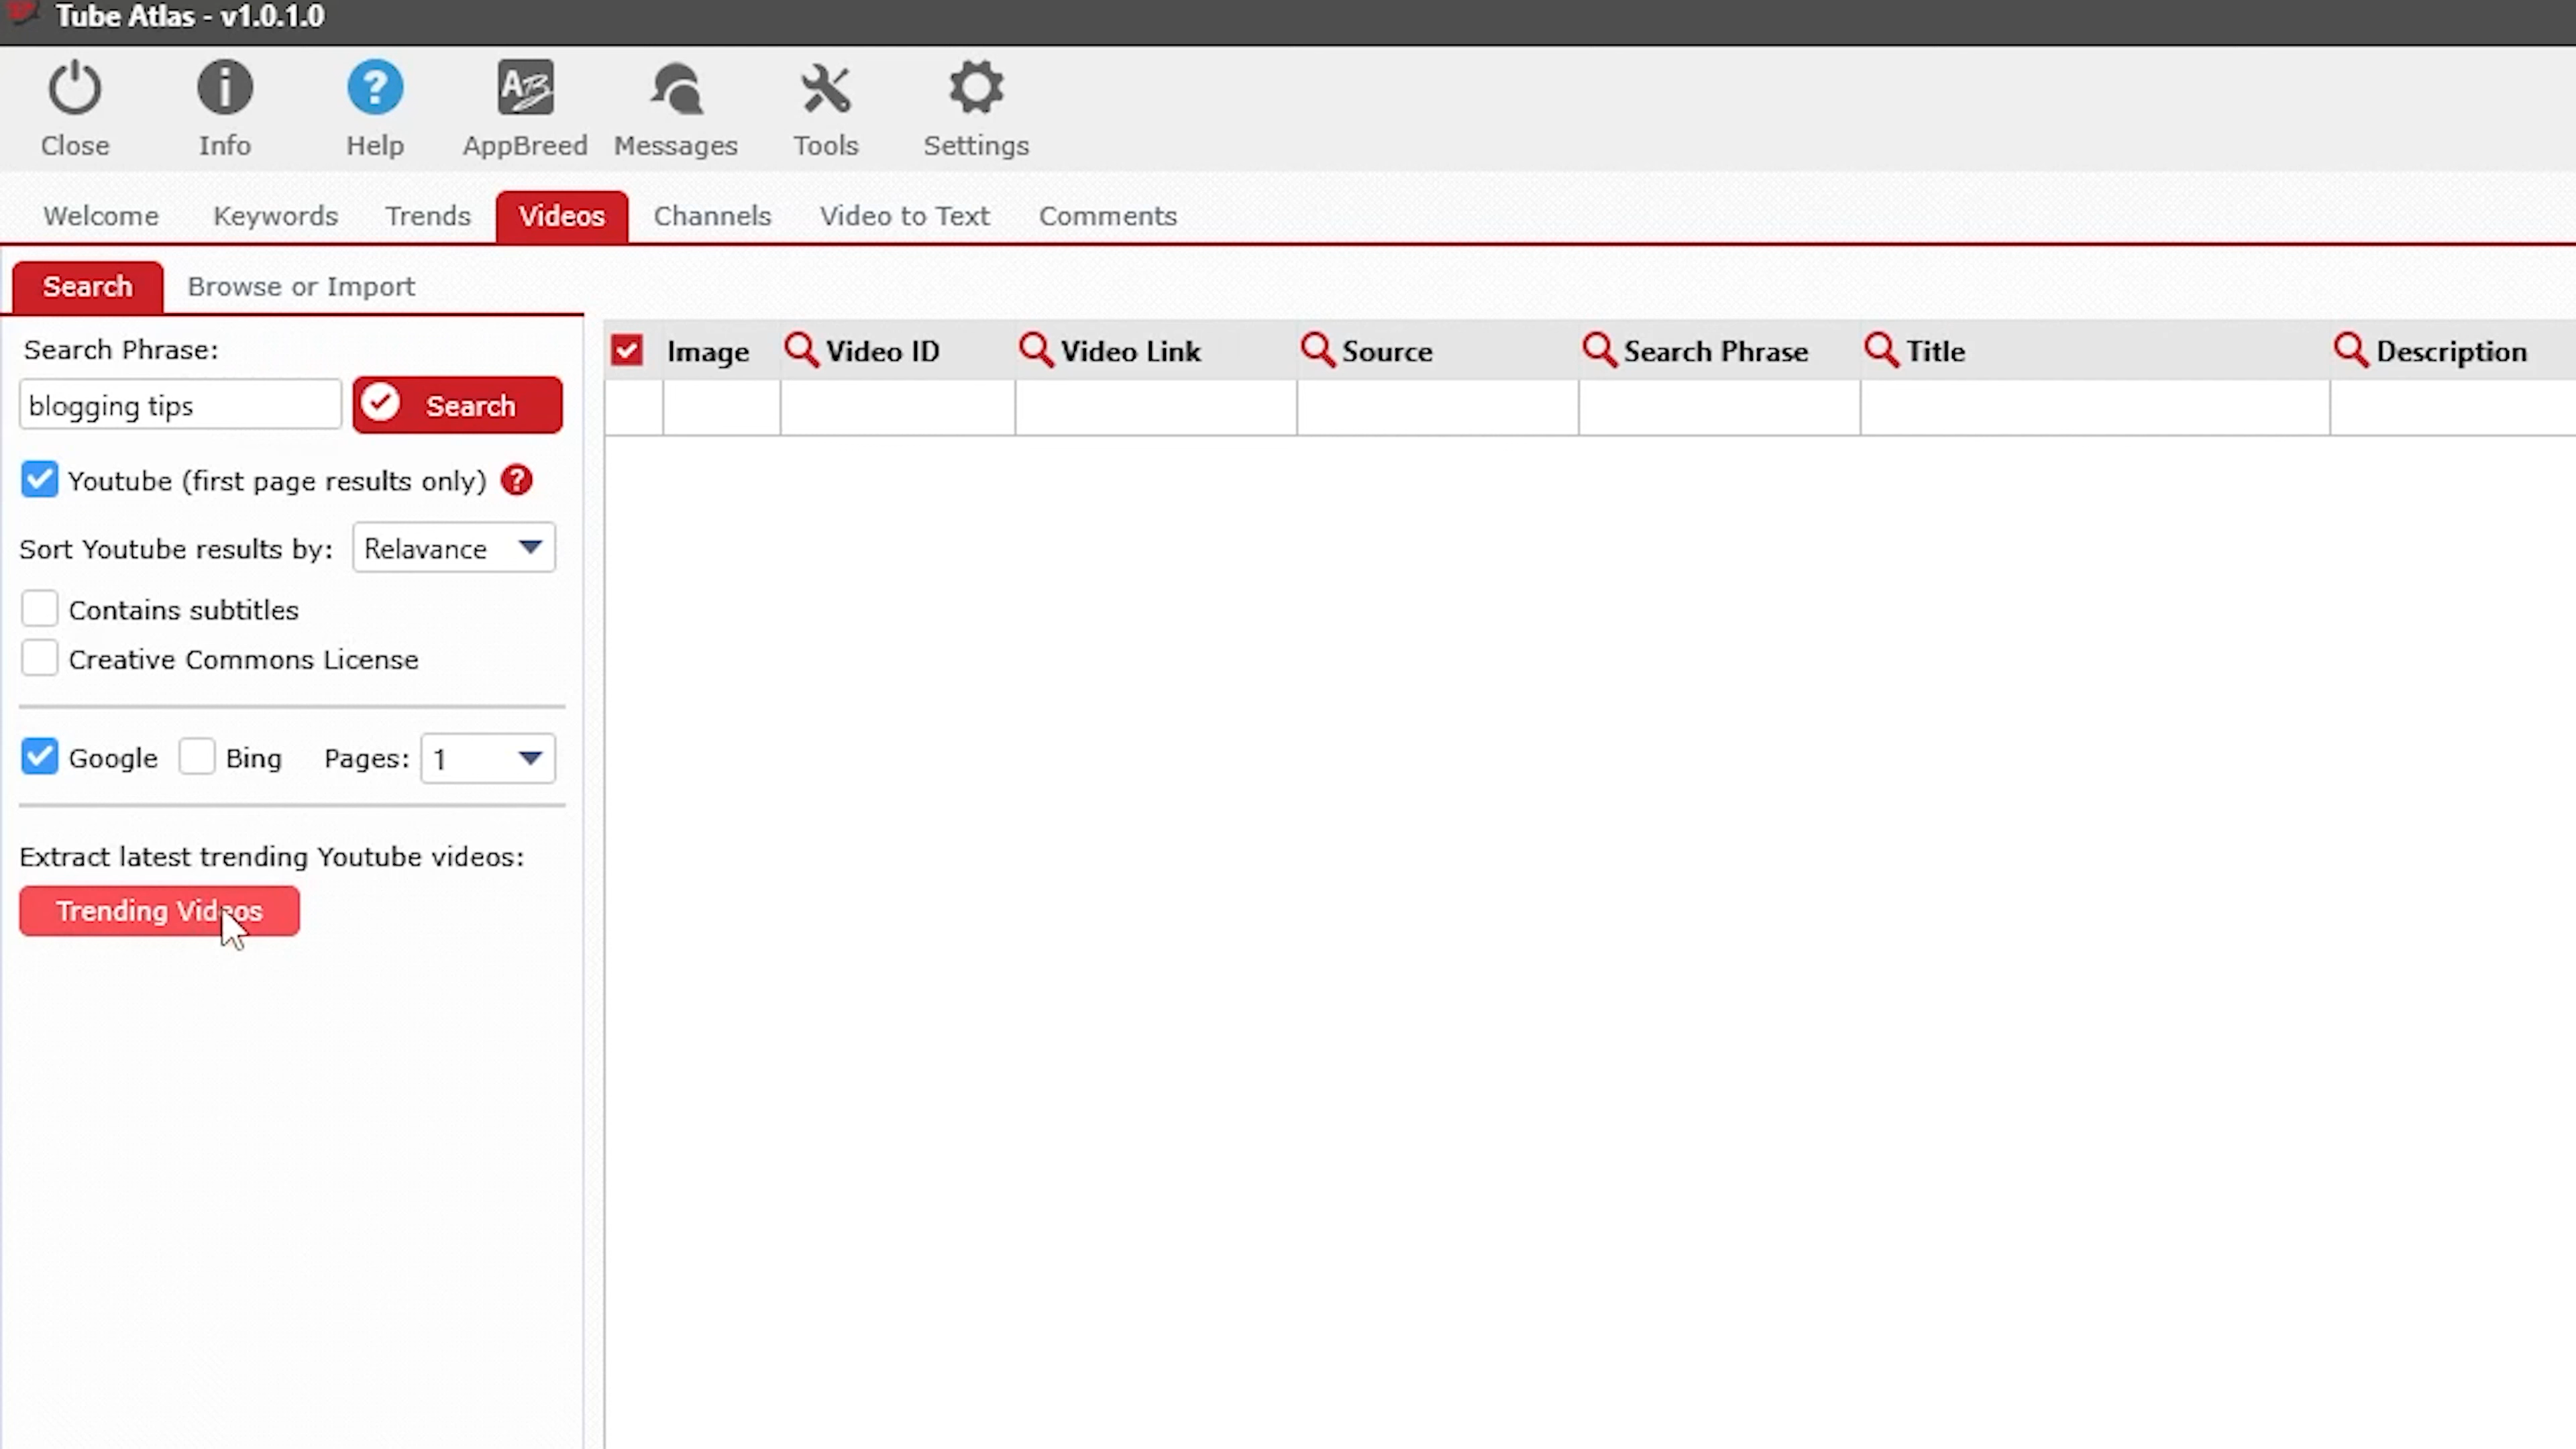 Tube Atlas - v1.0.1.0
Close Info Help AppBreed Messages Tools Settings
Welcome Keywords Trends Videos Channels Video to Text Comments
Search Browse or Import
Search Phrase:
Image Video ID Video Link Source Search Phrase Title Description
blogging tips Search
Youtube (first page results only) ?
Sort Youtube results by: Relavance
Contains subtitles
Creative Commons License
Google Bing Pages: 1
Extract latest trending Youtube videos:
Trending Videos